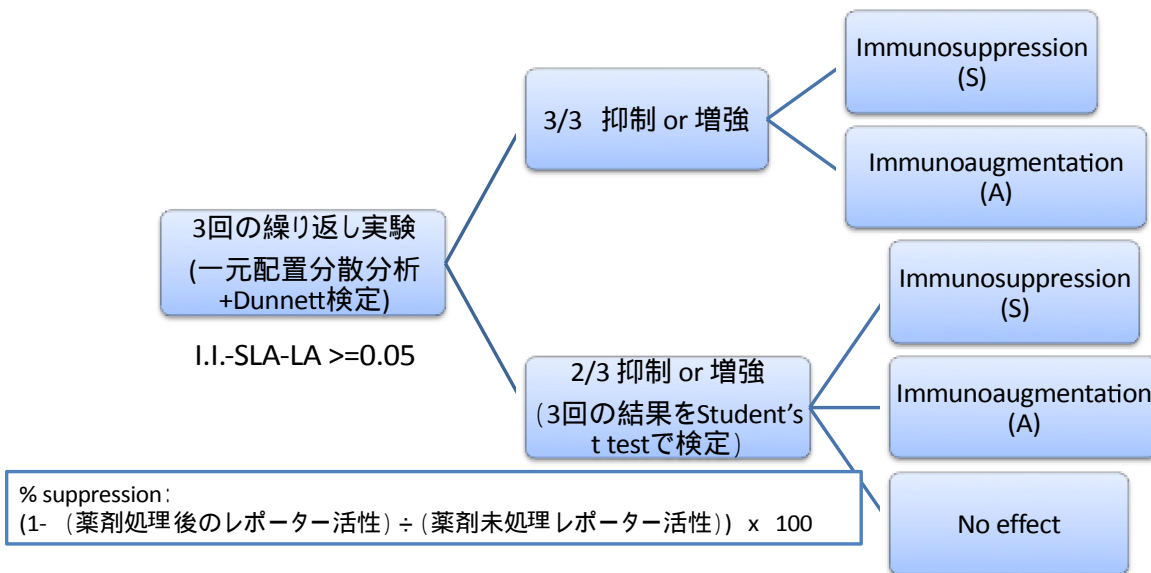 3回の繰り返し実験
(一元配置分散分析
+Dunnett検定)
I.I.-SLA-LA >=0.05
3/3 抑制 or 増強
Immunosuppression
(S)
Immunoaugmentation
(A)
2/3 抑制 or 増強
(3回の結果をStudent's
t testで検定)
Immunosuppression
(S)
Immunoaugmentation
(A)
No effect
% suppression:
(1- (薬剤処理後のレポーター活性) ÷ (薬剤未処理レポーター活性)) x 100